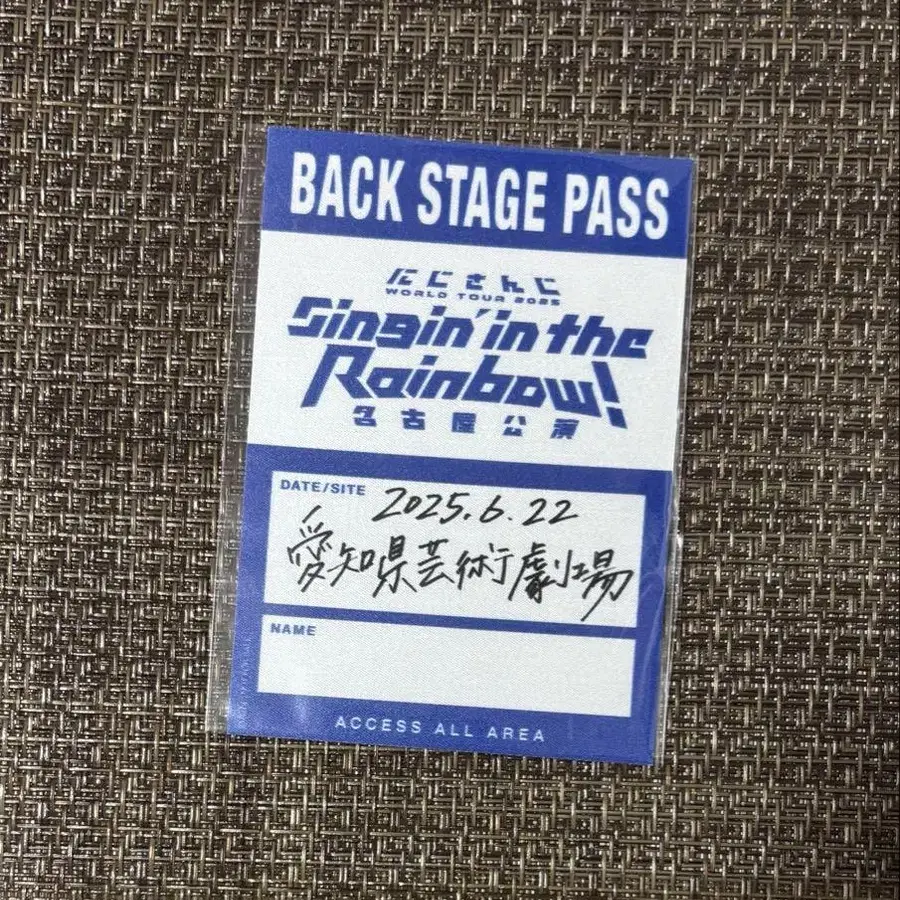 BACK STAGE PASS
にじさんじ
WORLD TOUR 2025
Singin' in the
Rainbow!
名古屋公演
DATE/SITE 2025.6.22
愛知県芸術劇場
NAME
ACCESS ALL AREA